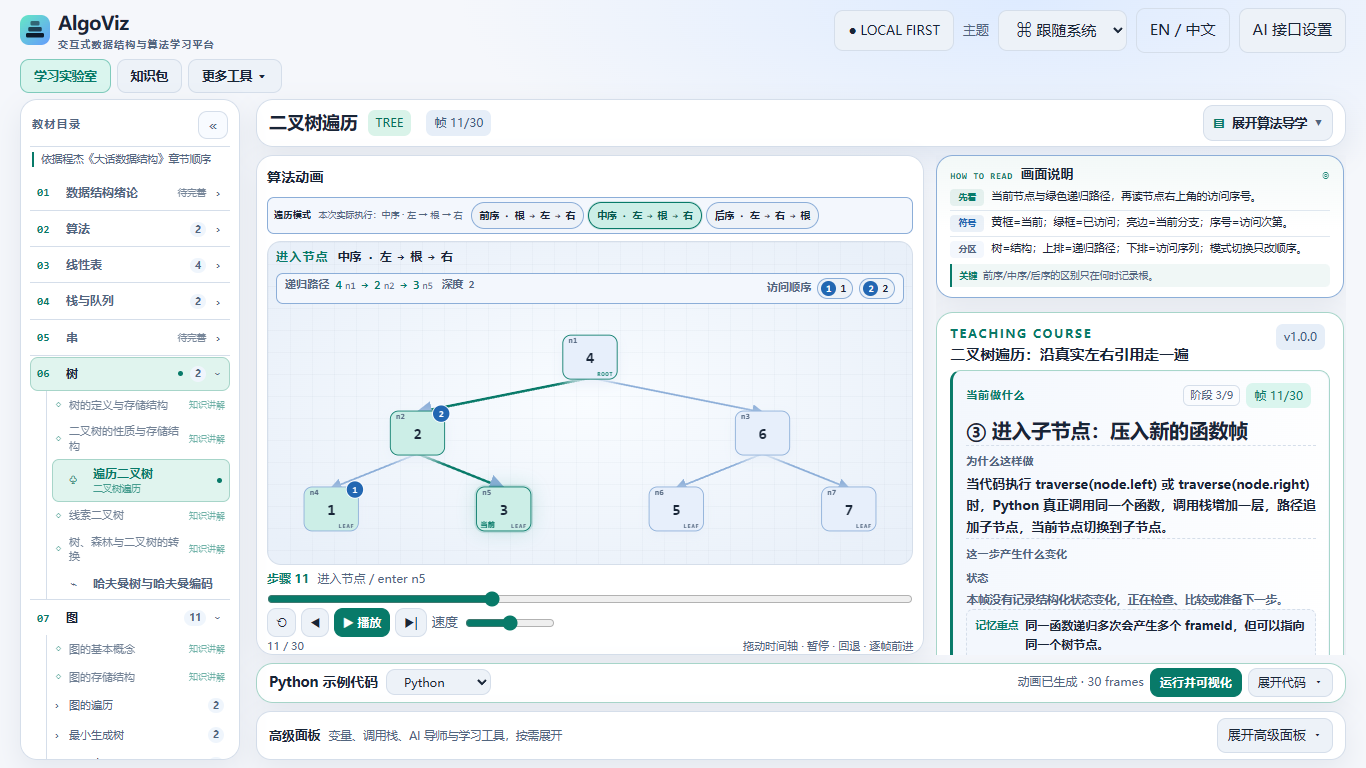 AlgoViz
交互式数据结构与算法学习平台
● LOCAL FIRST
主题
⌘ 跟随系统
EN / 中文
AI 接口设置
学习实验室
知识包
更多工具
教材目录
«
依据程杰《大话数据结构》章节顺序
01 数据结构绪论 待完善 ›
02 算法 2 ›
03 线性表 4 ›
04 栈与队列 2 ›
05 串 待完善 ›
06 树 2
树的定义与存储结构 知识讲解
二叉树的性质与存储结构 知识讲解
遍历二叉树
二叉树遍历
线索二叉树 知识讲解
树、森林与二叉树的转换 知识讲解
哈夫曼树与哈夫曼编码
07 图 11
图的基本概念 知识讲解
图的存储结构 知识讲解
› 图的遍历 2
› 最小生成树 2
二叉树遍历 TREE 帧 11/30
展开算法导学 ▼
算法动画
遍历模式 本次实际执行：中序 · 左 → 根 → 右
前序 · 根 → 左 → 右
中序 · 左 → 根 → 右
后序 · 左 → 右 → 根
进入节点 中序 · 左 → 根 → 右
递归路径 4 n1 → 2 n2 → 3 n5 深度 2
访问顺序 1 1 2 2
n1 4 ROOT
n2 2 2
n3 6
n4 1 1 LEAF
n5 3 当前 LEAF
n6 5 LEAF
n7 7 LEAF
步骤 11 进入节点 / enter n5
▶ 播放
速度
11 / 30
拖动时间轴 · 暂停 · 回退 · 逐帧前进
HOW TO READ 画面说明
先看 当前节点与绿色递归路径，再读节点右上角的访问序号。
符号 黄框=当前；绿框=已访问；亮边=当前分支；序号=访问次第。
分区 树=结构；上排=递归路径；下排=访问序列；模式切换只改顺序。
关键 前序/中序/后序的区别只在何时记录根。
TEACHING COURSE
v1.0.0
二叉树遍历：沿真实左右引用走一遍
当前做什么
阶段 3/9
帧 11/30
③ 进入子节点：压入新的函数帧
为什么这样做
当代码执行 traverse(node.left) 或 traverse(node.right)
时，Python 真正调用同一个函数，调用栈增加一层，路径追
加子节点，当前节点切换到子节点。
这一步产生什么变化
状态
本帧没有记录结构化状态变化，正在检查、比较或准备下一步。
记忆重点 同一函数递归多次会产生多个 frameId，但可以指向
同一个树节点。
Python 示例代码
Python
动画已生成 · 30 frames
运行并可视化
展开代码
高级面板 变量、调用栈、AI 导师与学习工具，按需展开
展开高级面板